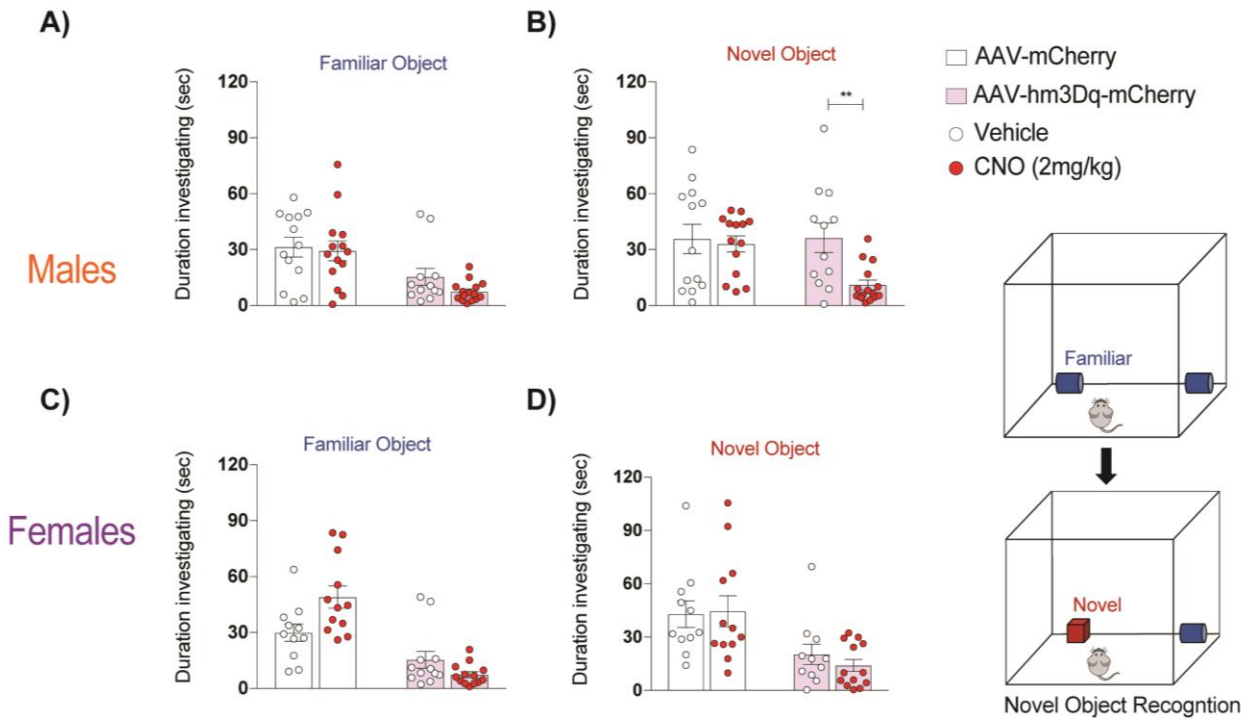 A)
Familiar Object
Duration investigating (sec)
120
90
60
30
0
B)
Novel Object
Duration investigating (sec)
120
90
60
30
0
**
AAV-mCherry
AAV-hm3Dq-mCherry
Vehicle
CNO (2mg/kg)
Males
Familiar
C)
Familiar Object
Duration investigating (sec)
120
90
60
30
0
D)
Novel Object
Duration investigating (sec)
120
90
60
30
0
Females
Novel
Novel Object Recogntion